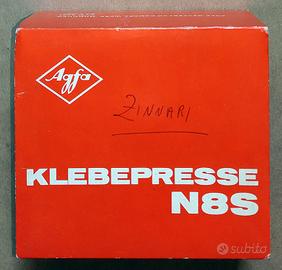 Agfa
ZINNARI
KLEBEPRESSE
N8S
subito